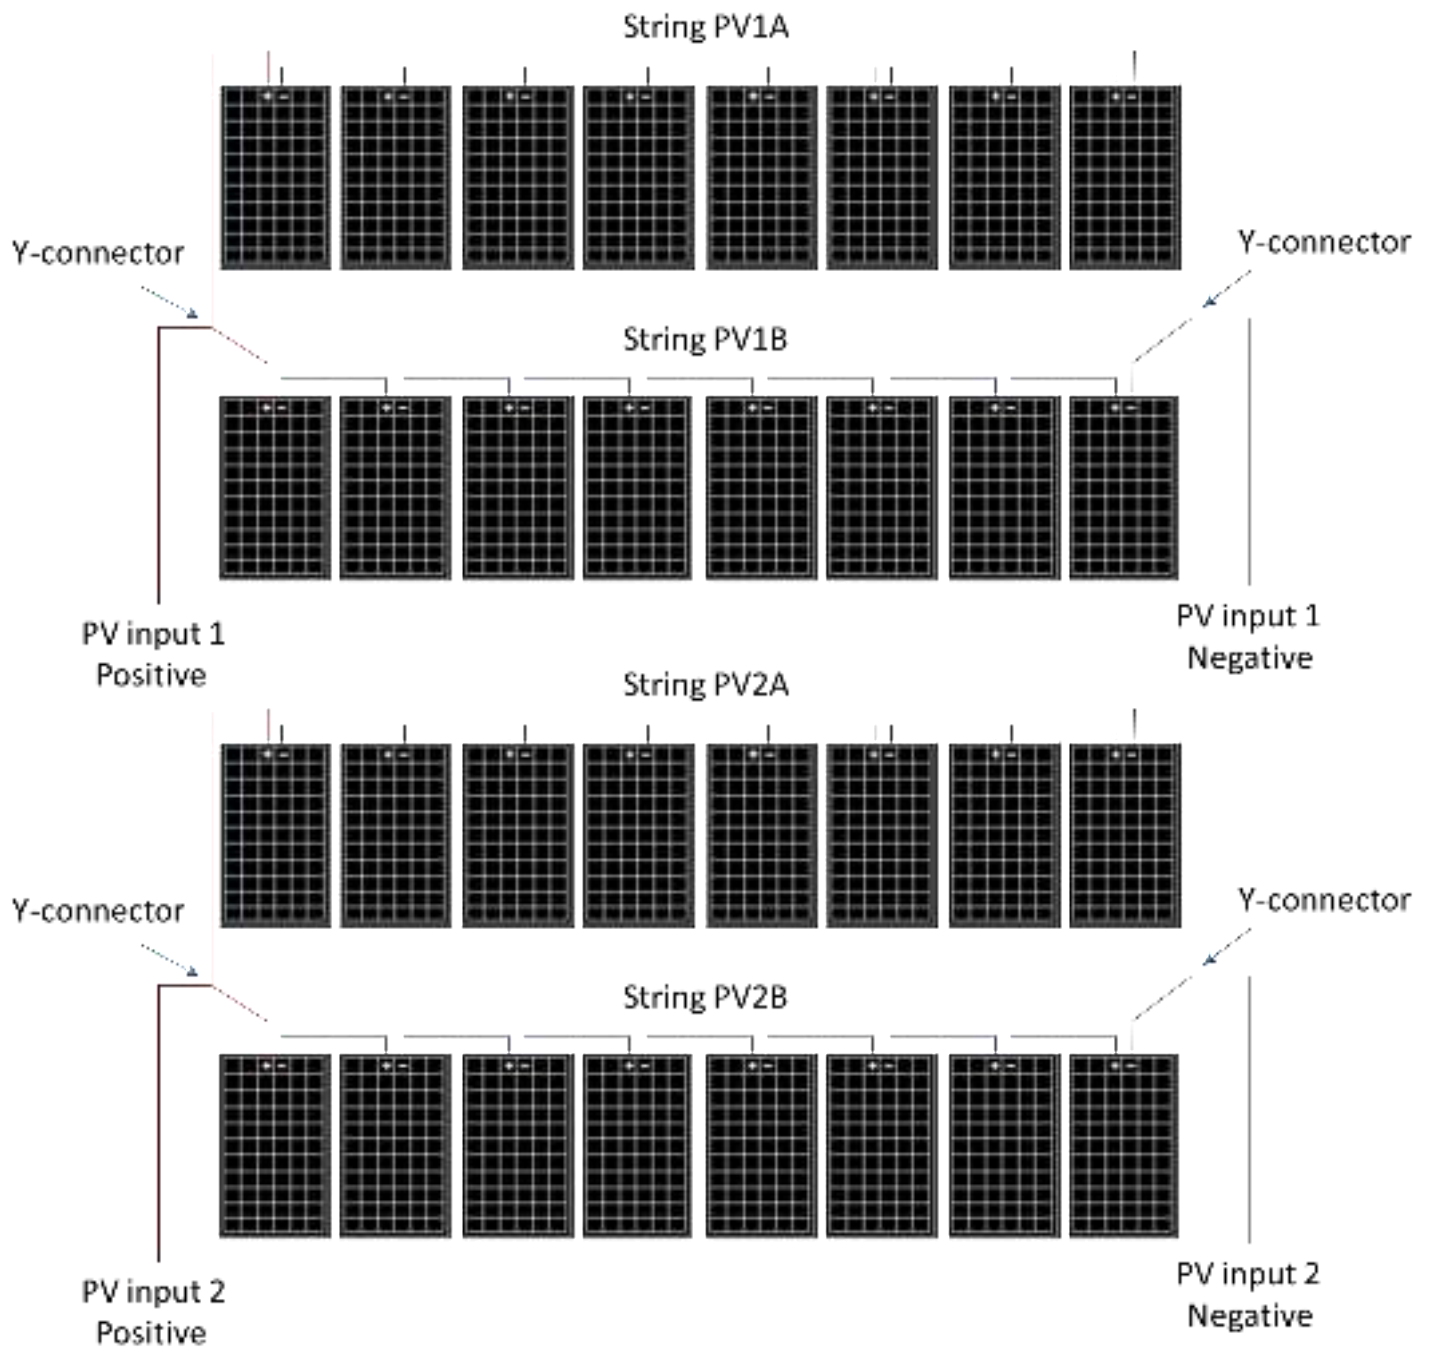 String PV1A
Y-connector
Y-connector
String PV1B
PV input 1
Positive
PV input 1
Negative
String PV2A
Y-connector
Y-connector
String PV2B
PV input 2
Positive
PV input 2
Negative